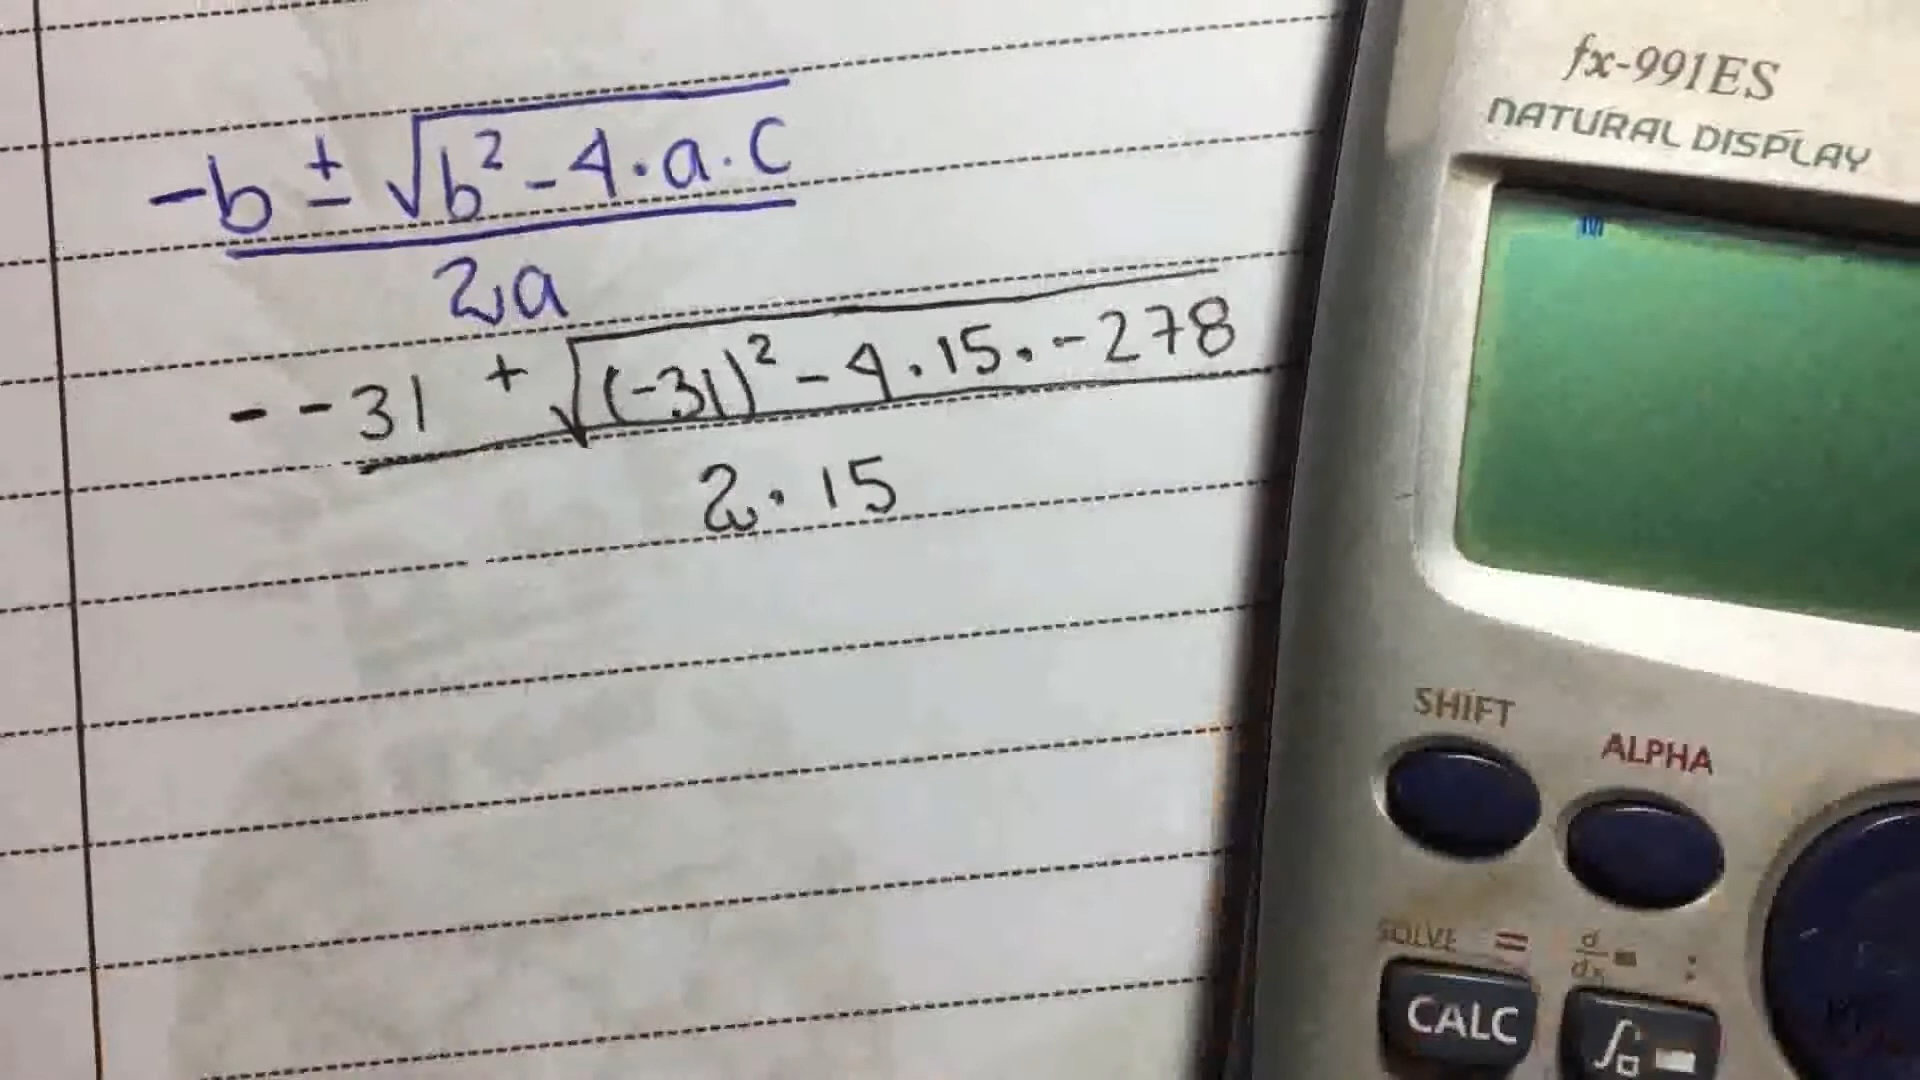 -b ± √b² - 4·a·c
2a
--31 + √(-31)² - 4·15·-278
2·15
fx-991ES
NATURAL DISPLAY
M
SHIFT
ALPHA
SOLVE =
d/dx :
CALC
∫